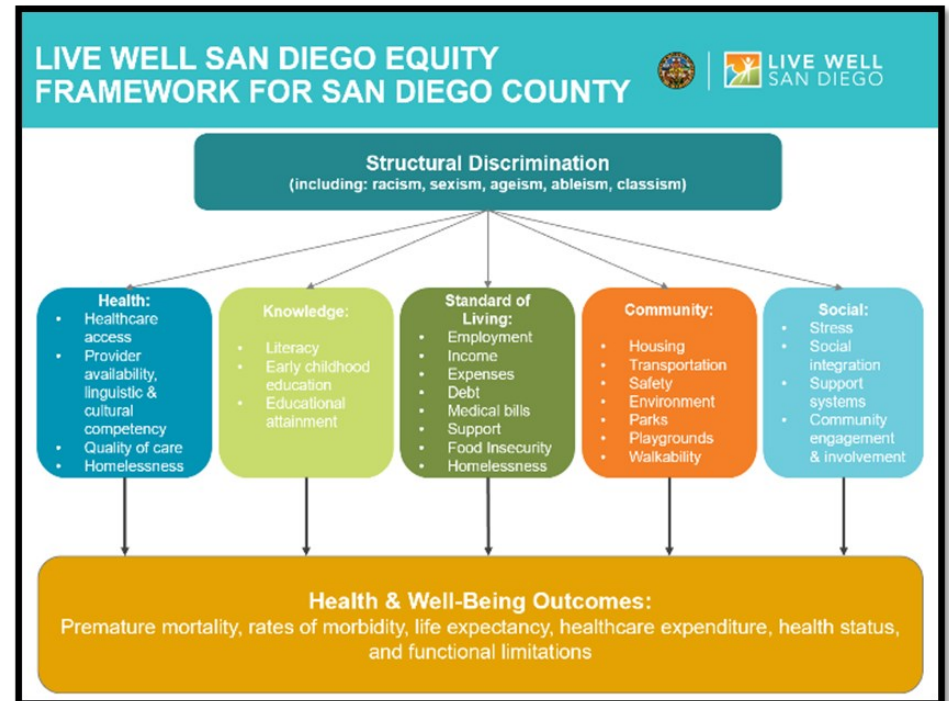 LIVE WELL SAN DIEGO EQUITY
FRAMEWORK FOR SAN DIEGO COUNTY
LIVE WELL
SAN DIEGO
Structural Discrimination
(including: racism, sexism, ageism, ableism, classism)
Health:
• Healthcare
access
• Provider
availability,
linguistic &
cultural
competency
• Quality of care
• Homelessness
Knowledge:
• Literacy
• Early childhood
education
• Educational
attainment
Standard of
Living:
• Employment
• Income
• Expenses
• Debt
• Medical bills
• Support
• Food Insecurity
• Homelessness
Community:
• Housing
• Transportation
• Safety
• Environment
• Parks
• Playgrounds
• Walkability
Social:
• Stress
• Social
integration
• Support
systems
• Community
engagement
& involvement
Health & Well-Being Outcomes:
Premature mortality, rates of morbidity, life expectancy, healthcare expenditure, health status,
and functional limitations